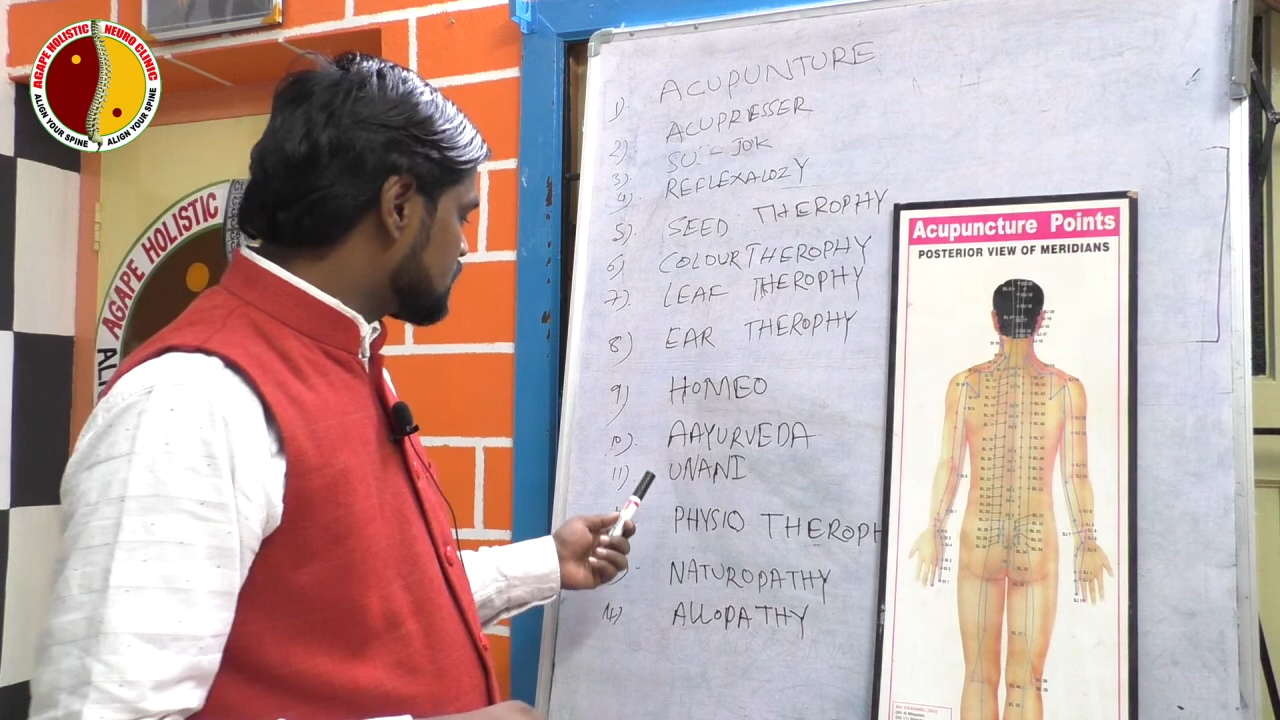 AGAPE HOLISTIC NEURO CLINIC
ALIGN YOUR SPINE ALIGN YOUR SPINE
AGAPE HOLISTIC
1). ACUPUNTURE
2) ACUPRESSER
3) SU - JOK
4) REFLEXALOZY
5). SEED THEROPHY
6) COLOUR THEROPHY
7). LEAF THEROPHY
8) EAR THEROPHY
9) HOMEO
10). AAYURVEDA
11) UNANI
PHYSIO THEROPH
NATUROPATHY
14) ALLOPATHY
Acupuncture Points
POSTERIOR VIEW OF MERIDIANS